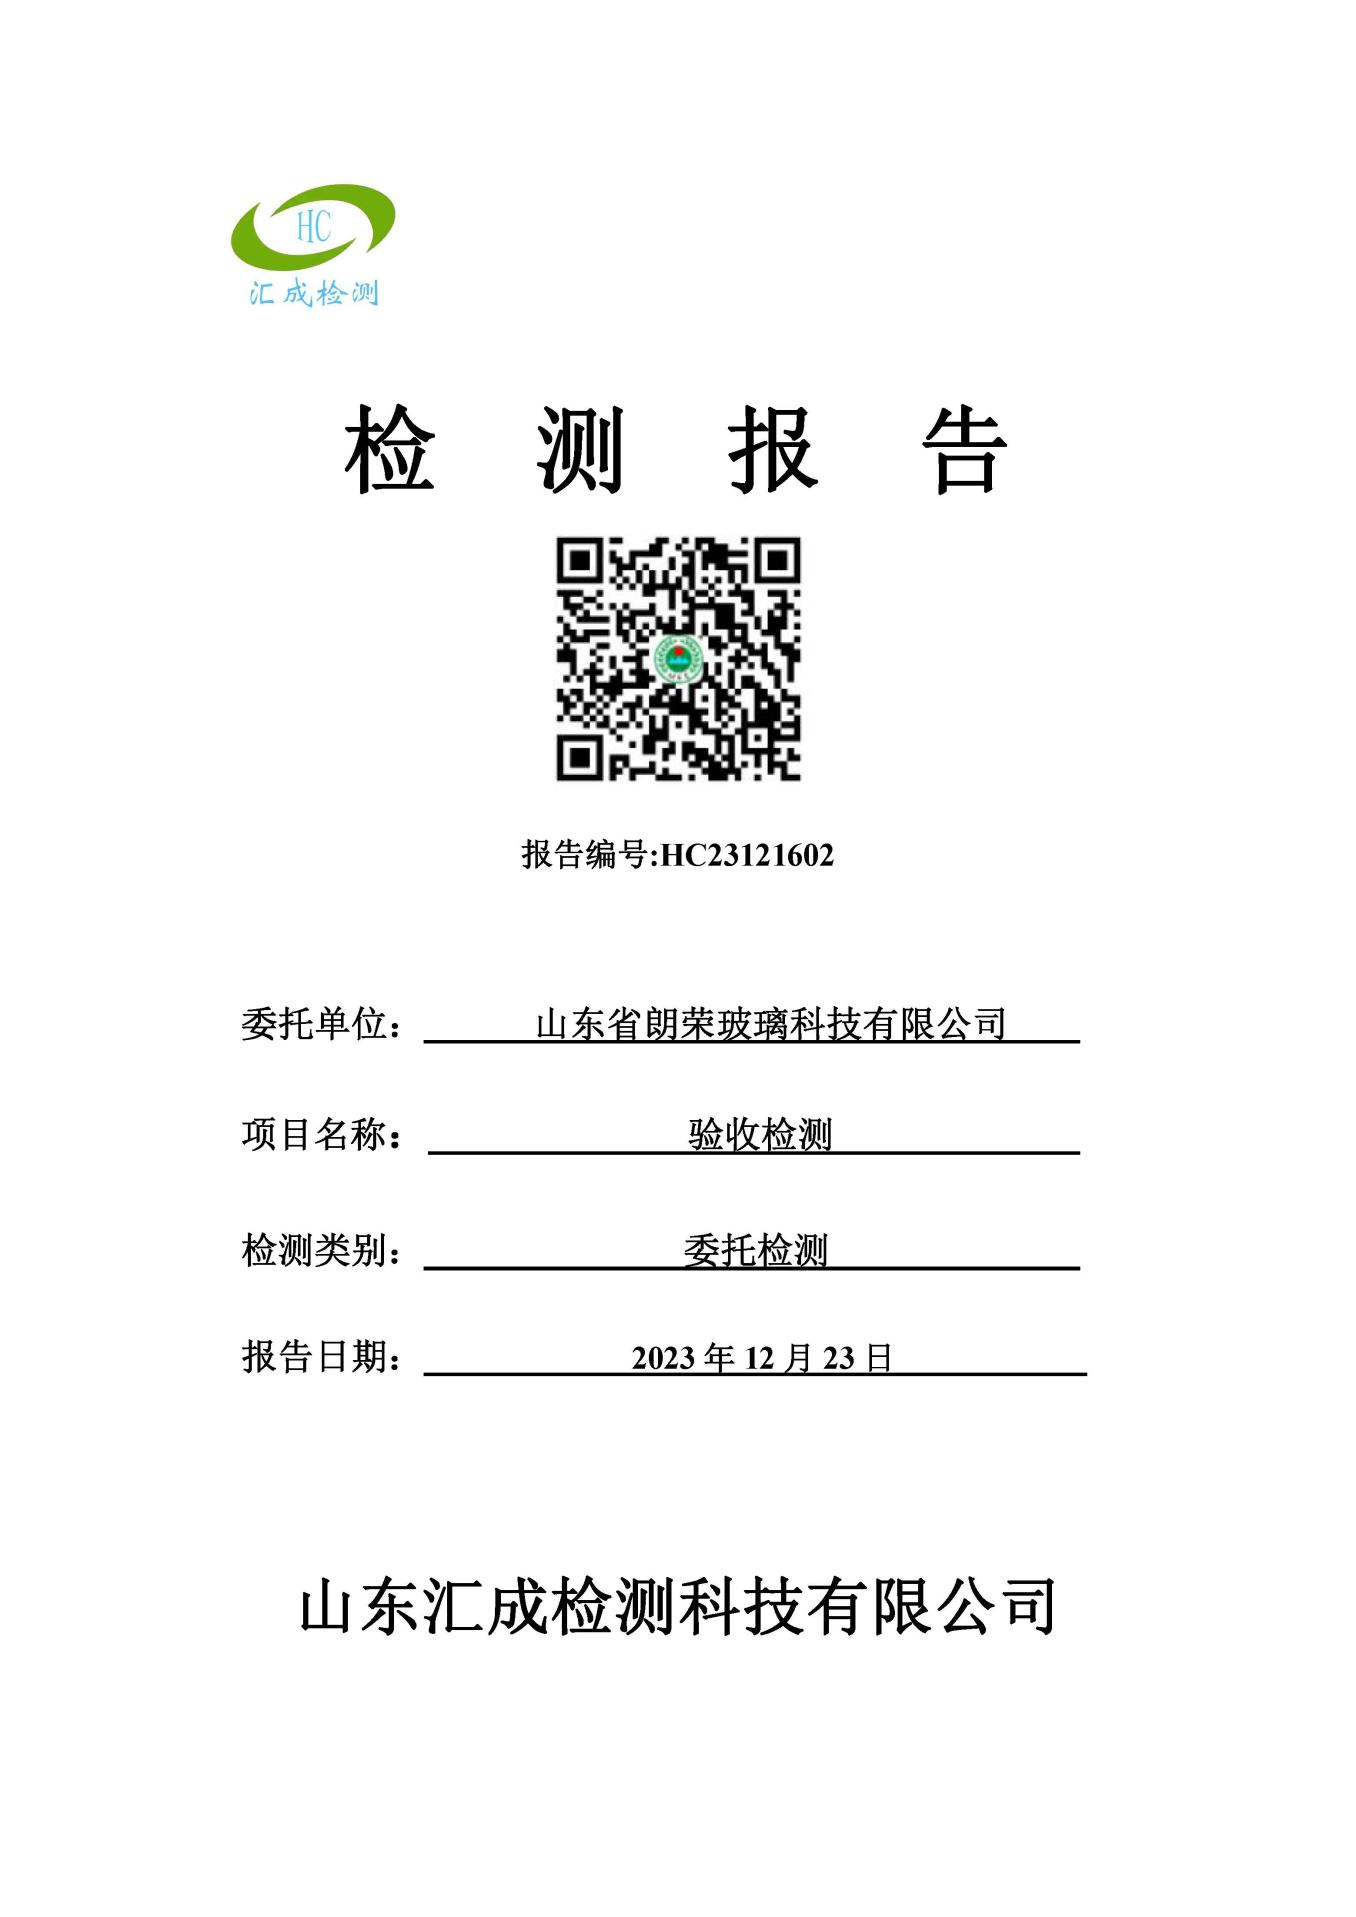 HC
汇成检测
检测报告
报告编号:HC23121602
委托单位： 山东省朗荣玻璃科技有限公司
项目名称： 验收检测
检测类别： 委托检测
报告日期： 2023 年 12 月 23 日
山东汇成检测科技有限公司